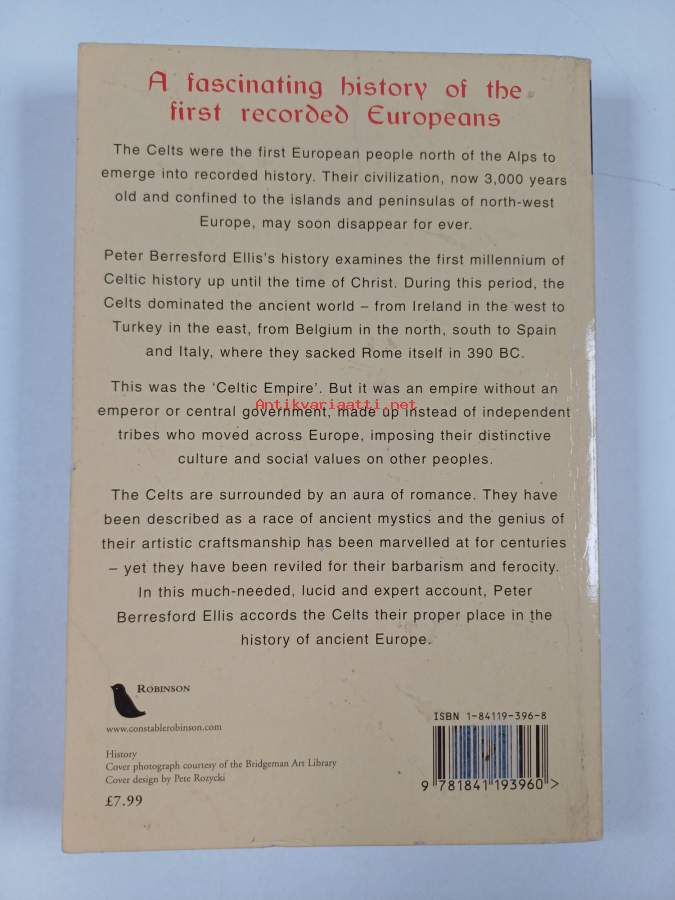 A fascinating history of the
first recorded Europeans
The Celts were the first European people north of the Alps to
emerge into recorded history. Their civilization, now 3,000 years
old and confined to the islands and peninsulas of north-west
Europe, may soon disappear for ever.
Peter Berresford Ellis's history examines the first millennium of
Celtic history up until the time of Christ. During this period, the
Celts dominated the ancient world – from Ireland in the west to
Turkey in the east, from Belgium in the north, south to Spain
and Italy, where they sacked Rome itself in 390 BC.
This was the 'Celtic Empire'. But it was an empire without an
Antikvariaatti.net
emperor or central government, made up instead of independent
tribes who moved across Europe, imposing their distinctive
culture and social values on other peoples.
The Celts are surrounded by an aura of romance. They have
been described as a race of ancient mystics and the genius of
their artistic craftsmanship has been marvelled at for centuries
– yet they have been reviled for their barbarism and ferocity.
In this much-needed, lucid and expert account, Peter
Berresford Ellis accords the Celts their proper place in the
history of ancient Europe.
ROBINSON
www.constablerobinson.com
History
Cover photograph courtesy of the Bridgeman Art Library
Cover design by Pete Rozycki
£7.99
ISBN 1-84119-396-8
9 781841 193960 >